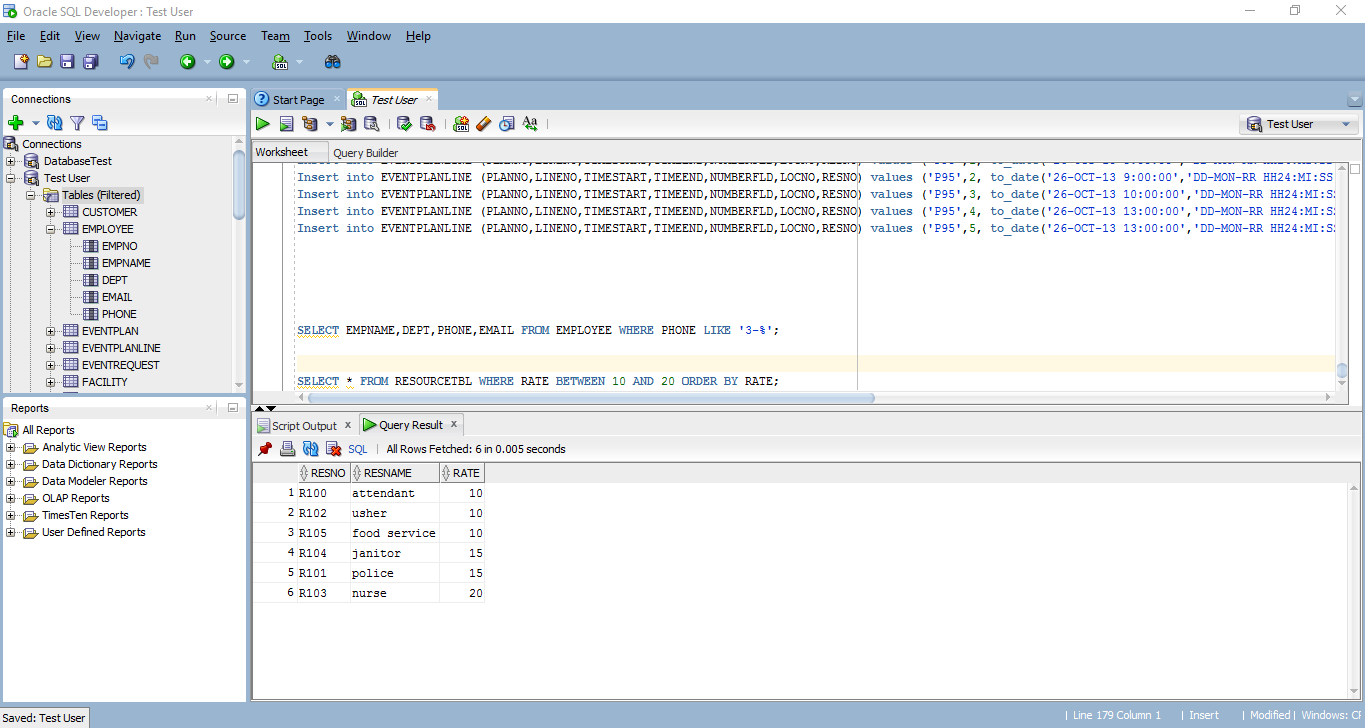 Oracle SQL Developer : Test User
File Edit View Navigate Run Source Team Tools Window Help
Connections
Connections
DatabaseTest
Test User
Tables (Filtered)
CUSTOMER
EMPLOYEE
EMPNO
EMPNAME
DEPT
EMAIL
PHONE
EVENTPLAN
EVENTPLANLINE
EVENTREQUEST
FACILITY
Reports
All Reports
Analytic View Reports
Data Dictionary Reports
Data Modeler Reports
OLAP Reports
TimesTen Reports
User Defined Reports
Start Page
Test User
Test User
Worksheet Query Builder
Insert into EVENTPLANLINE (PLANNO,LINENO,TIMESTART,TIMEEND,NUMBERFLD,LOCNO,RESNO) values ('P95',2, to_date('26-OCT-13 9:00:00','DD-MON-RR HH24:MI:SS
Insert into EVENTPLANLINE (PLANNO,LINENO,TIMESTART,TIMEEND,NUMBERFLD,LOCNO,RESNO) values ('P95',3, to_date('26-OCT-13 10:00:00','DD-MON-RR HH24:MI:S
Insert into EVENTPLANLINE (PLANNO,LINENO,TIMESTART,TIMEEND,NUMBERFLD,LOCNO,RESNO) values ('P95',4, to_date('26-OCT-13 13:00:00','DD-MON-RR HH24:MI:S
Insert into EVENTPLANLINE (PLANNO,LINENO,TIMESTART,TIMEEND,NUMBERFLD,LOCNO,RESNO) values ('P95',5, to_date('26-OCT-13 13:00:00','DD-MON-RR HH24:MI:S
SELECT EMPNAME,DEPT,PHONE,EMAIL FROM EMPLOYEE WHERE PHONE LIKE '3-%';
SELECT * FROM RESOURCETBL WHERE RATE BETWEEN 10 AND 20 ORDER BY RATE;
Script Output Query Result
SQL All Rows Fetched: 6 in 0.005 seconds
RESNO RESNAME RATE
1 R100 attendant 10
2 R102 usher 10
3 R105 food service 10
4 R104 janitor 15
5 R101 police 15
6 R103 nurse 20
Saved: Test User
Line 179 Column 1 Insert Modified Windows: